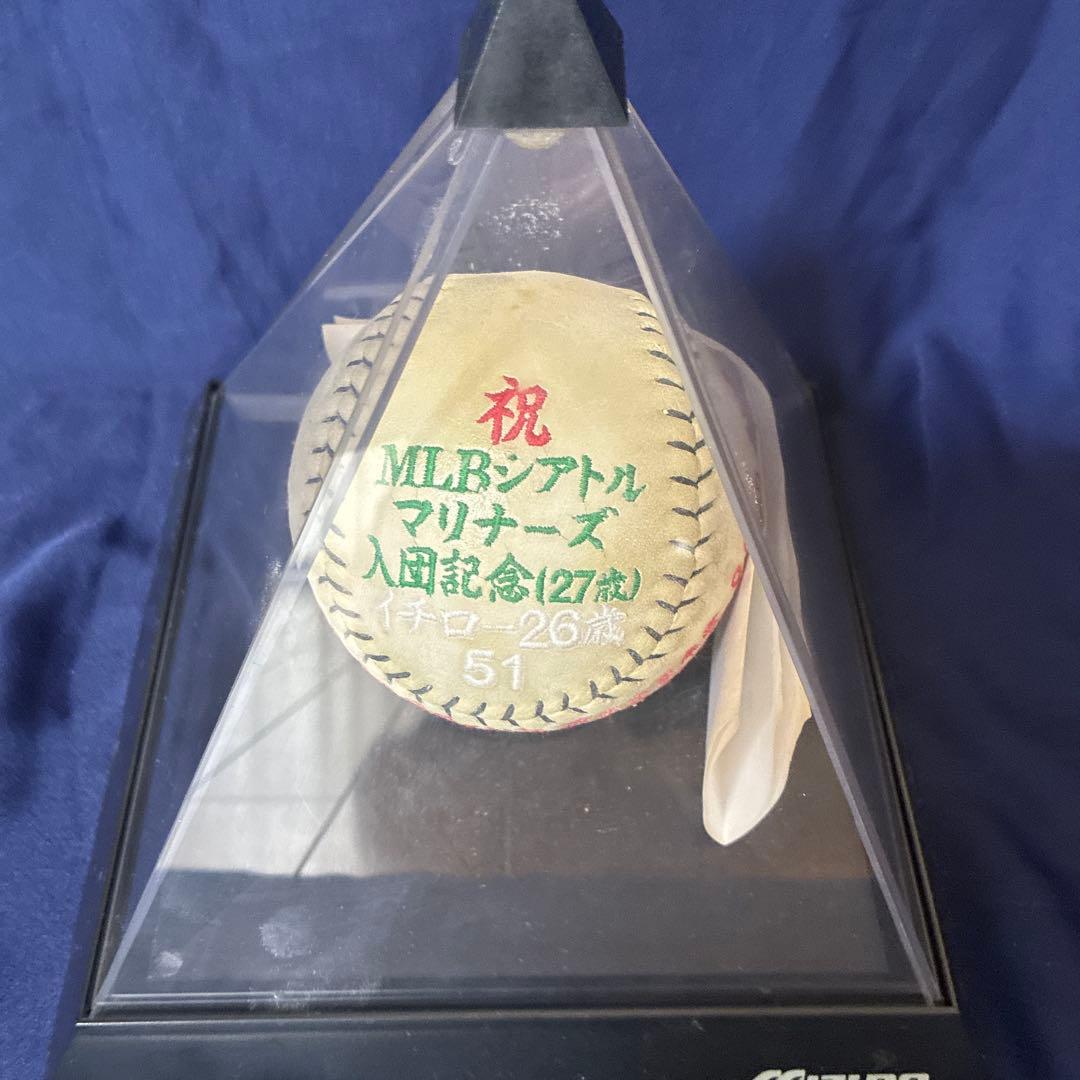 祝
MLBシアトル
マリナーズ
入団記念(27歳)
イチロー26歳
51